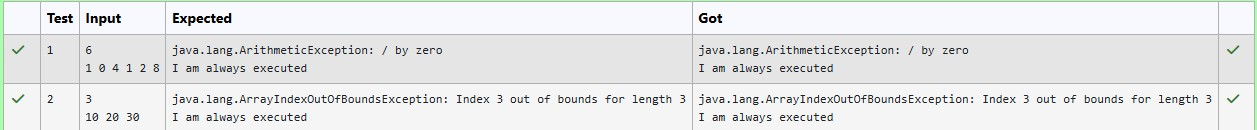 Test Input Expected Got
1 6 java.lang.ArithmeticException: / by zero java.lang.ArithmeticException: / by zero
1 0 4 1 2 8 I am always executed I am always executed
2 3 java.lang.ArrayIndexOutOfBoundsException: Index 3 out of bounds for length 3 java.lang.ArrayIndexOutOfBoundsException: Index 3 out of bounds for length 3
10 20 30 I am always executed I am always executed